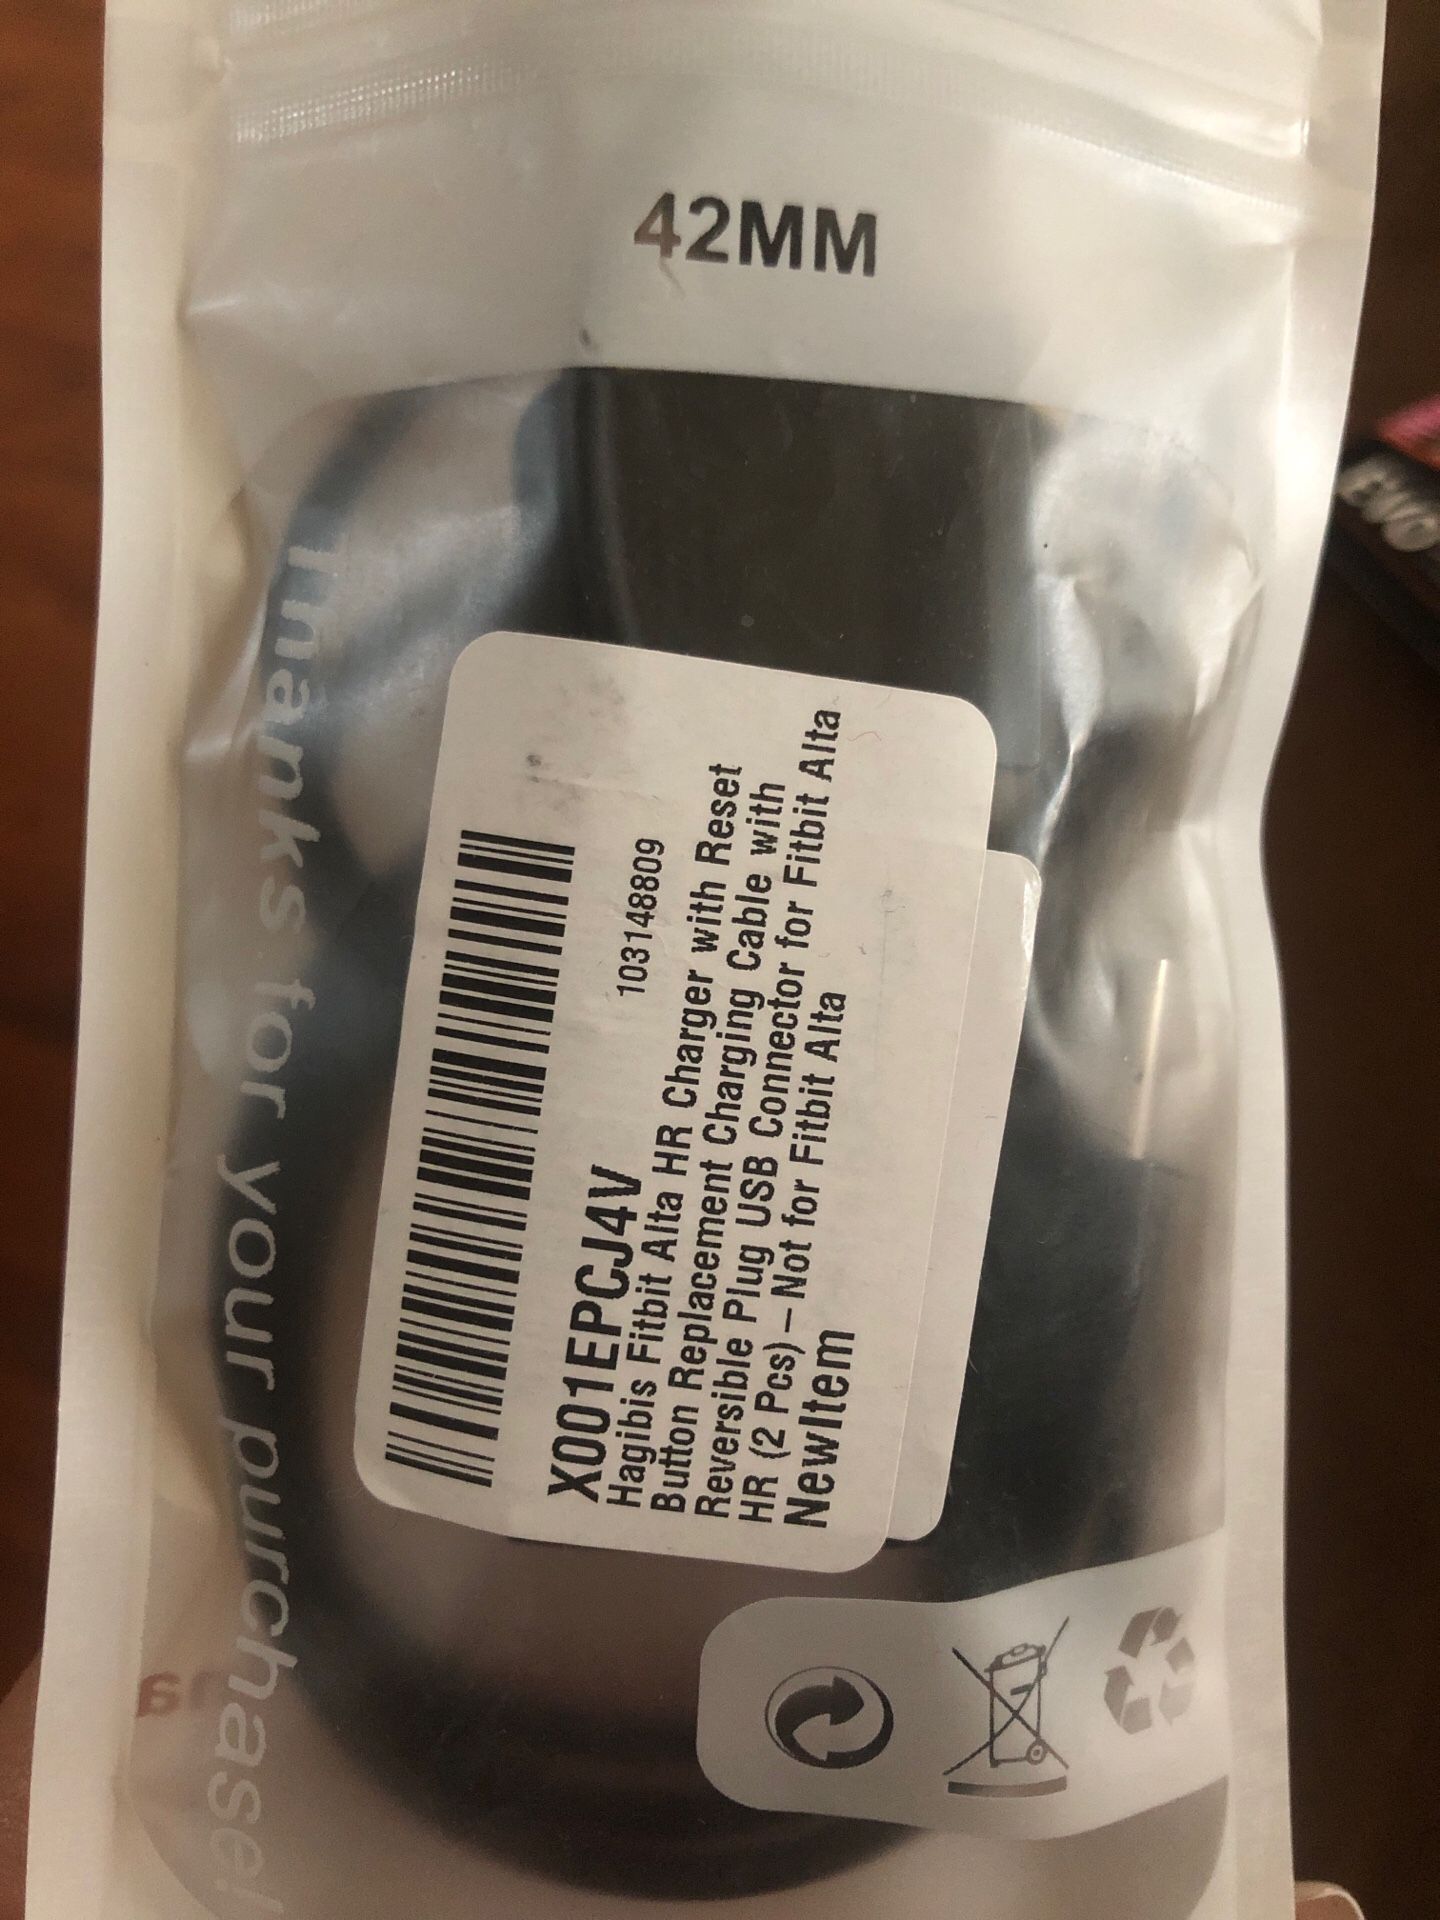 42MM
Thanks for your purchase!
X001EPCJ4V
103148809
Hagibis Fitbit Alta HR Charger with Reset
Button Replacement Charging Cable with
Reversible Plug USB Connector for Fitbit Alta
HR (2 Pcs) – Not for Fitbit Alta
NewItem
EVO